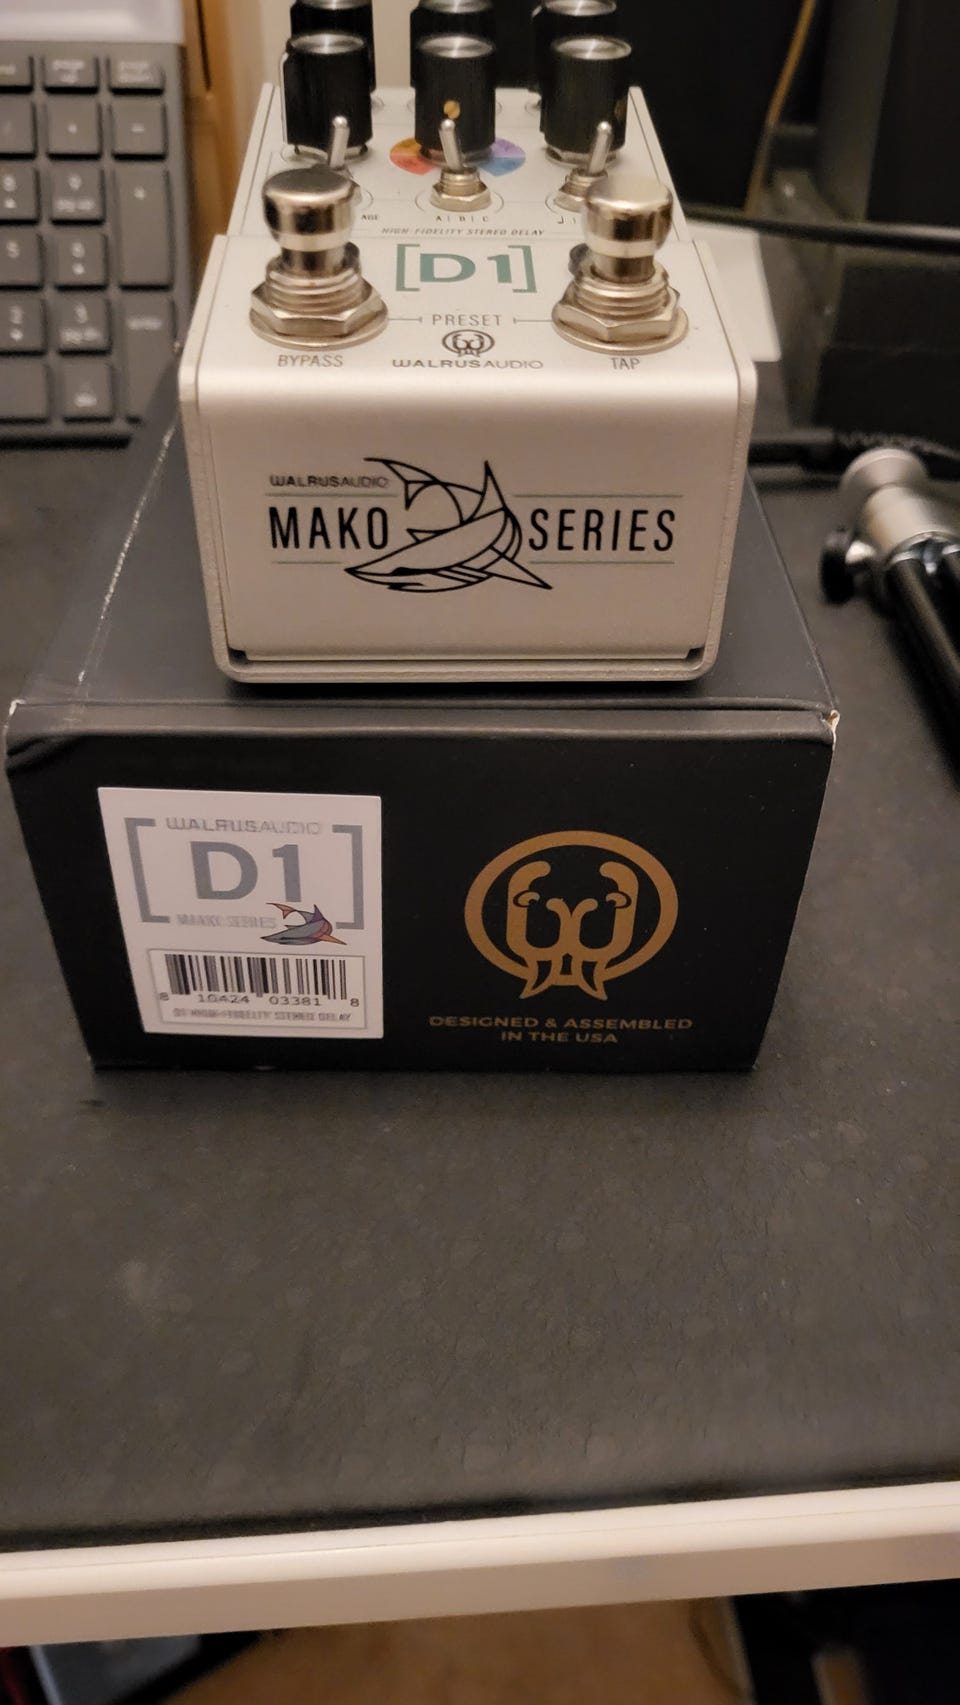 AGE
A | B | C
HIGH-FIDELITY STEREO DELAY
[D1]
PRESET
BYPASS
WALRUSAUDIO
TAP
WALRUSAUDIO
MAKO SERIES
WALRUSAUDIO
[D1]
MAKO SERIES
8 10424 03381 8
D1 HIGH-FIDELITY STEREO DELAY
DESIGNED & ASSEMBLED
IN THE USA